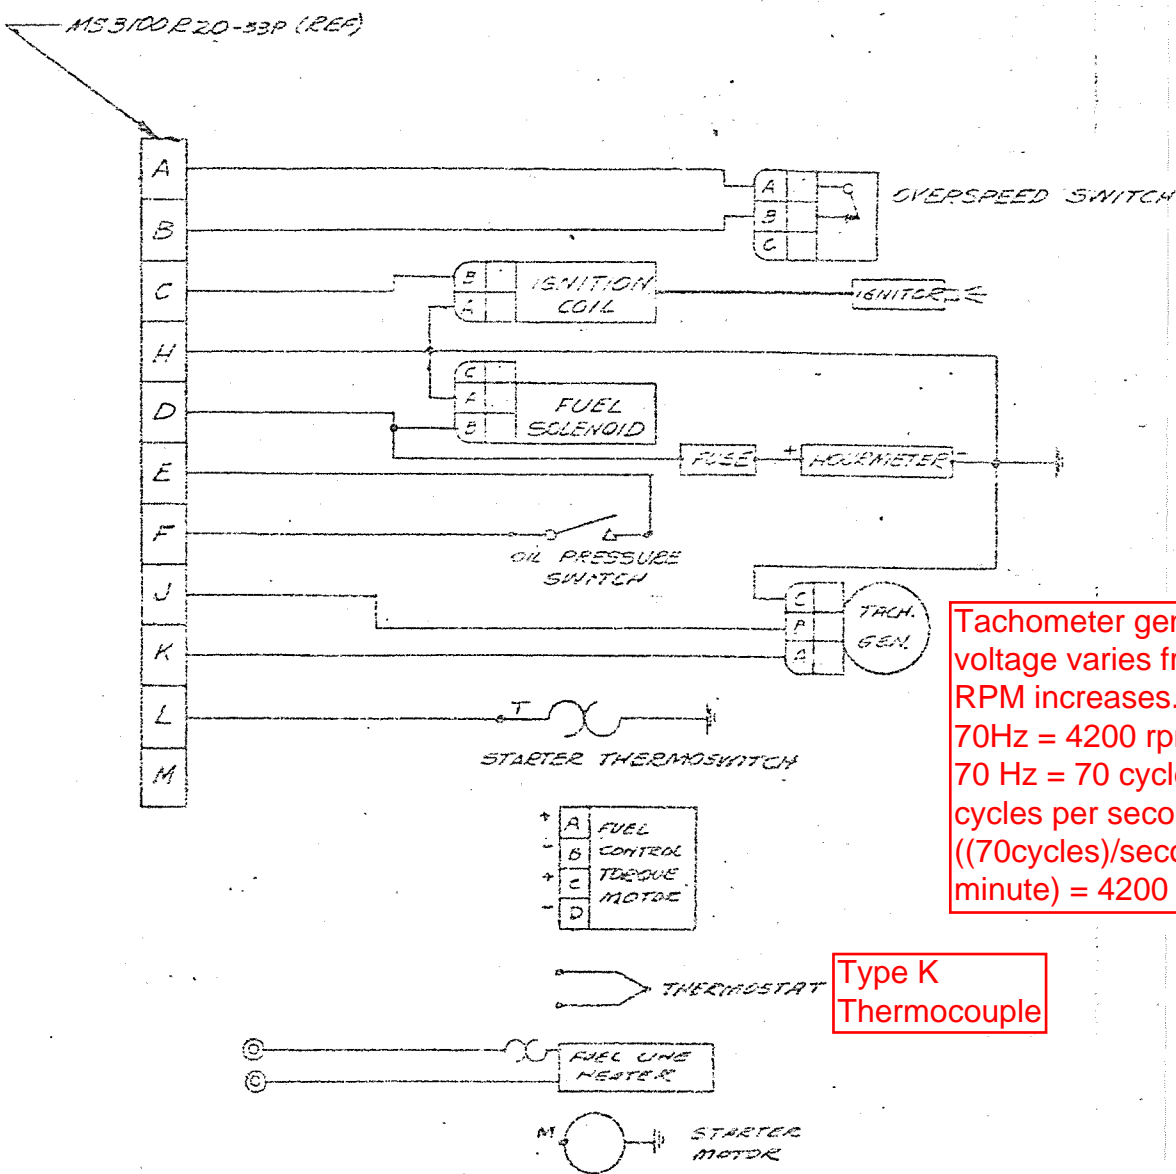 MS3100R20-33P (REF)
A
B
C
H
D
E
F
J
K
L
M
A
B
C
OVERSPEED SWITCH
B
A
IGNITION
COIL
IGNITOR
C
A
B
FUEL
SOLENOID
FUSE
+
HOURMETER
-
OIL PRESSURE
SWITCH
C
A
TACH.
GEN.
Tachometer ger
voltage varies fr
RPM increases.
70Hz = 4200 rp
70 Hz = 70 cycl
cycles per seco
((70cycles)/seco
minute) = 4200
T
STARTER THERMOSWITCH
+ A FUEL
- B CONTROL
+ C TORQUE
- D MOTOR
THERMOSTAT
Type K
Thermocouple
FUEL LINE
HEATER
M
STARTER
MOTOR